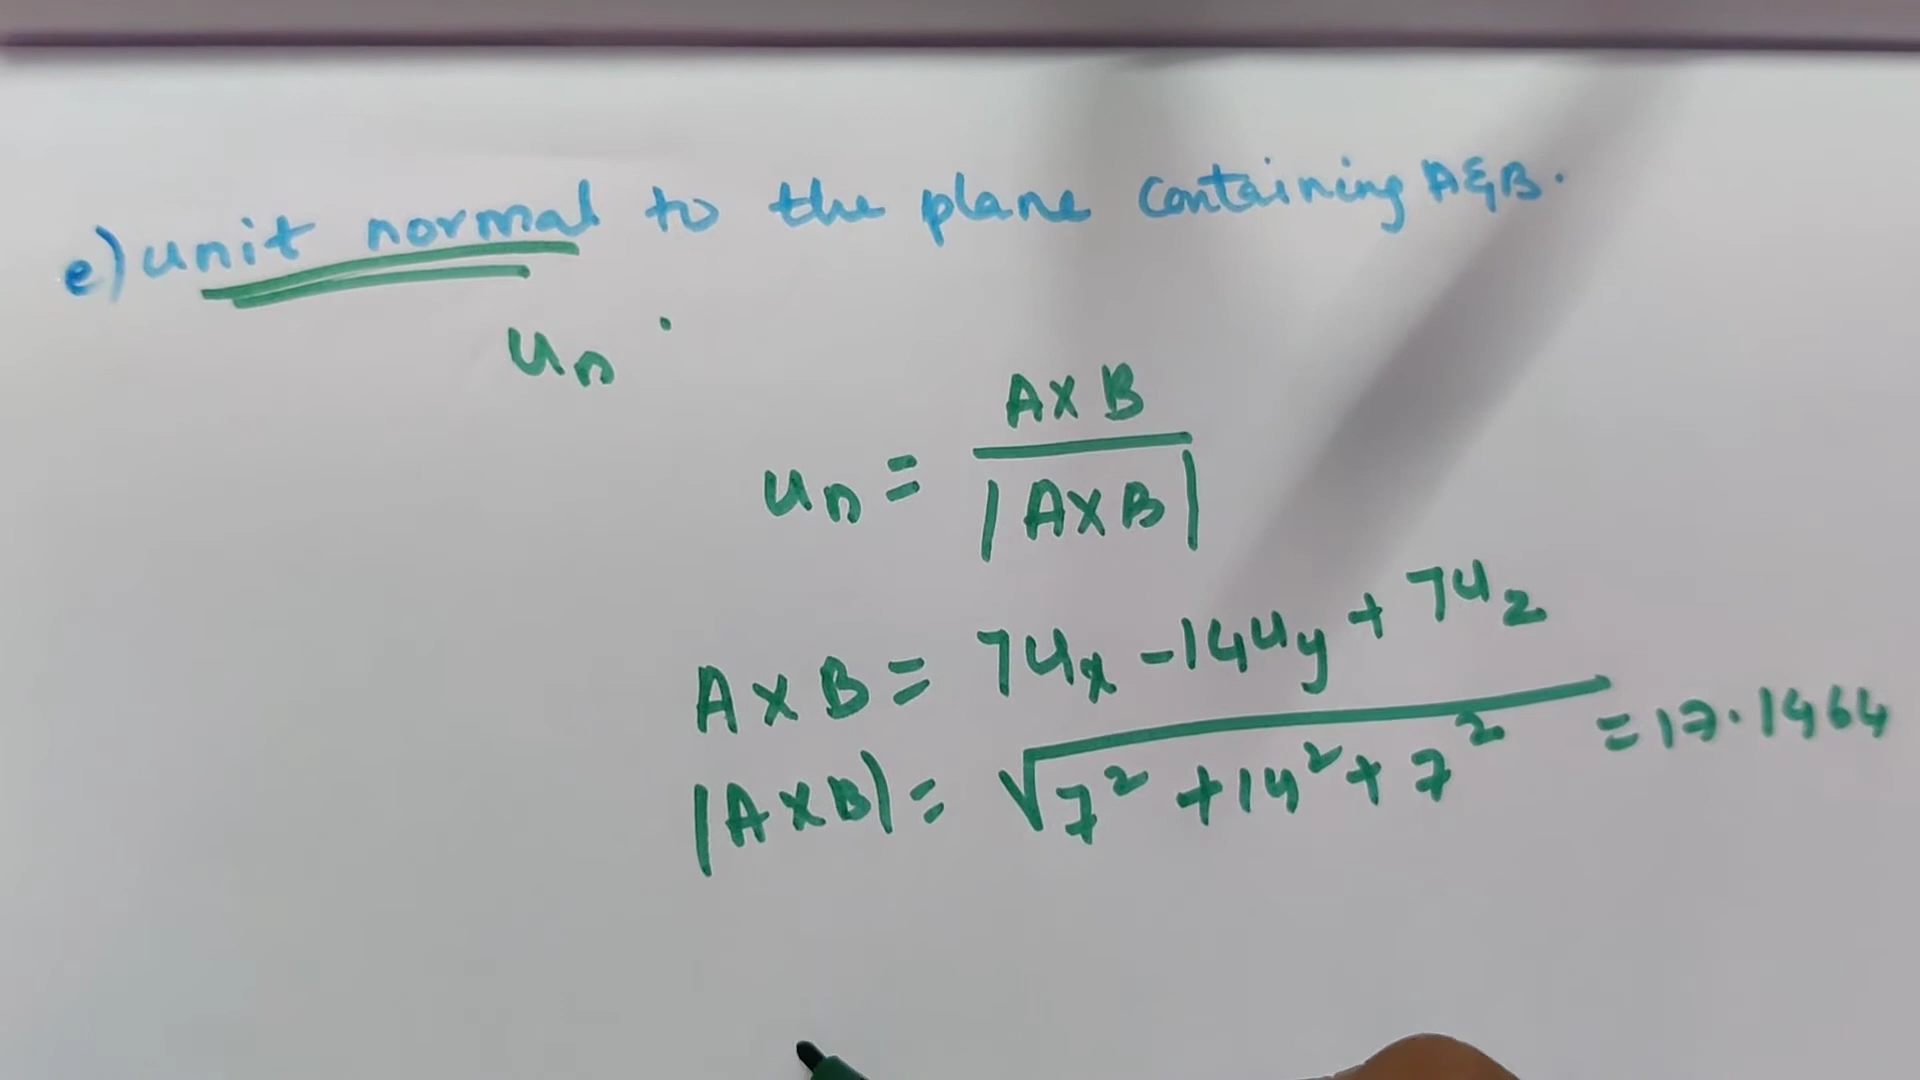 e) unit normal to the plane containing A & B.
un
un = A×B / |A×B|
A×B = 7ux - 14uy + 7uz
|A×B| = √7² + 14² + 7² = 17.1464